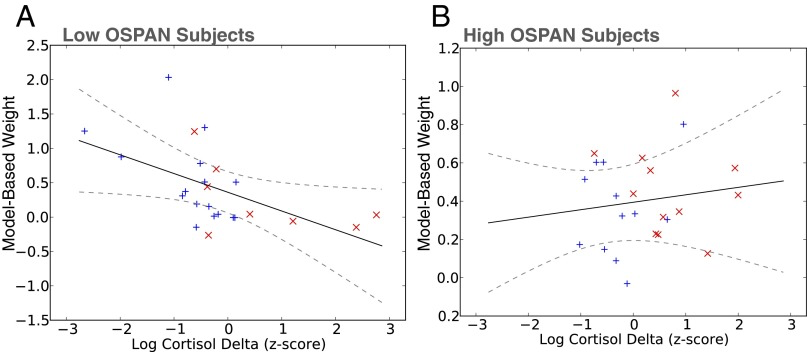 A
Low OSPAN Subjects
2.5
2.0
1.5
1.0
0.5
0.0
−0.5
−1.0
−1.5
Model-Based Weight
−3 −2 −1 0 1 2 3
Log Cortisol Delta (z-score)
B
High OSPAN Subjects
1.2
1.0
0.8
0.6
0.4
0.2
0.0
0.2
Model-Based Weight
−3 −2 −1 0 1 2 3
Log Cortisol Delta (z-score)